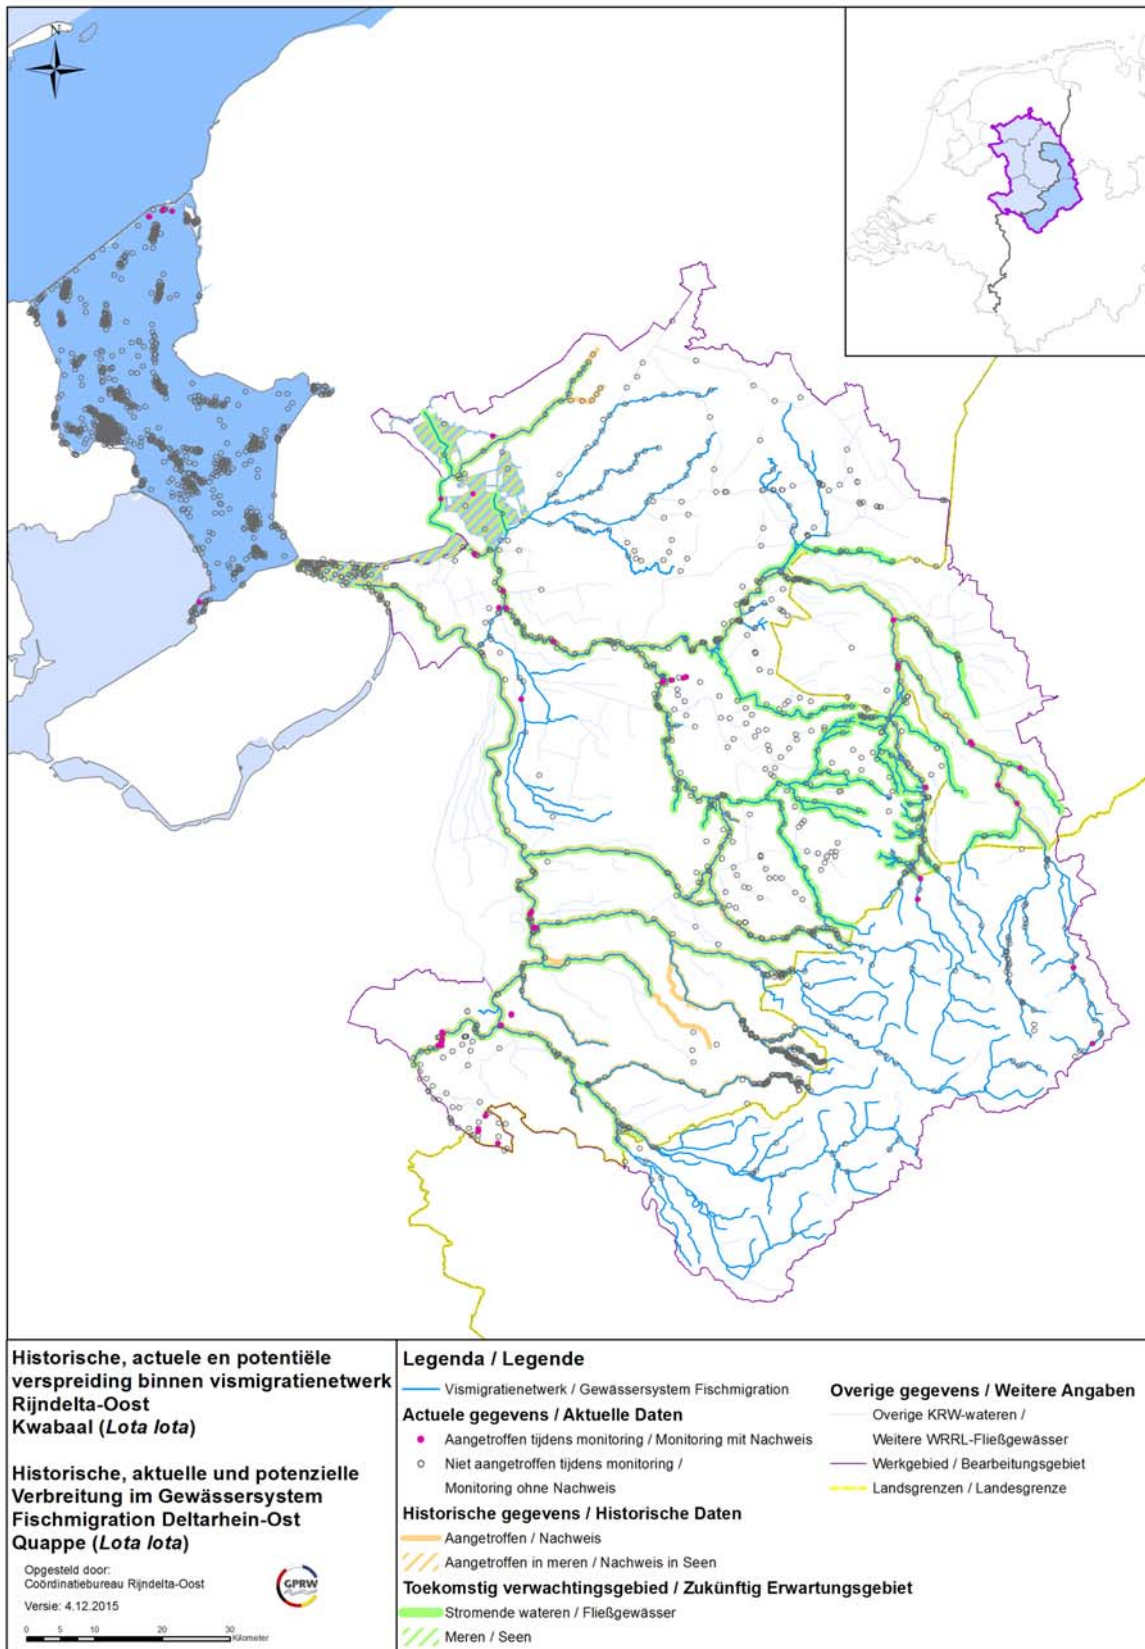 N
Historische, actuele en potentiële
verspreiding binnen vismigratienetwerk
Rijndelta-Oost
Kwabaal (Lota lota)
Historische, aktuelle und potenzielle
Verbreitung im Gewässersystem
Fischmigration Deltarhein-Ost
Quappe (Lota lota)
Opgesteld door:
Coördinatiebureau Rijndelta-Oost
Versie: 4.12.2015
GPRW
0 5 10 20 30
Kilometer
Legenda / Legende
Vismigratienetwerk / Gewässersystem Fischmigration
Actuele gegevens / Aktuelle Daten
Aangetroffen tijdens monitoring / Monitoring mit Nachweis
Niet aangetroffen tijdens monitoring /
Monitoring ohne Nachweis
Historische gegevens / Historische Daten
Aangetroffen / Nachweis
Aangetroffen in meren / Nachweis in Seen
Toekomstig verwachtingsgebied / Zukünftig Erwartungsgebiet
Stromende wateren / Fließgewässer
Meren / Seen
Overige gegevens / Weitere Angaben
Overige KRW-wateren /
Weitere WRRL-Fließgewässer
Werkgebied / Bearbeitungsgebiet
Landsgrenzen / Landesgrenze